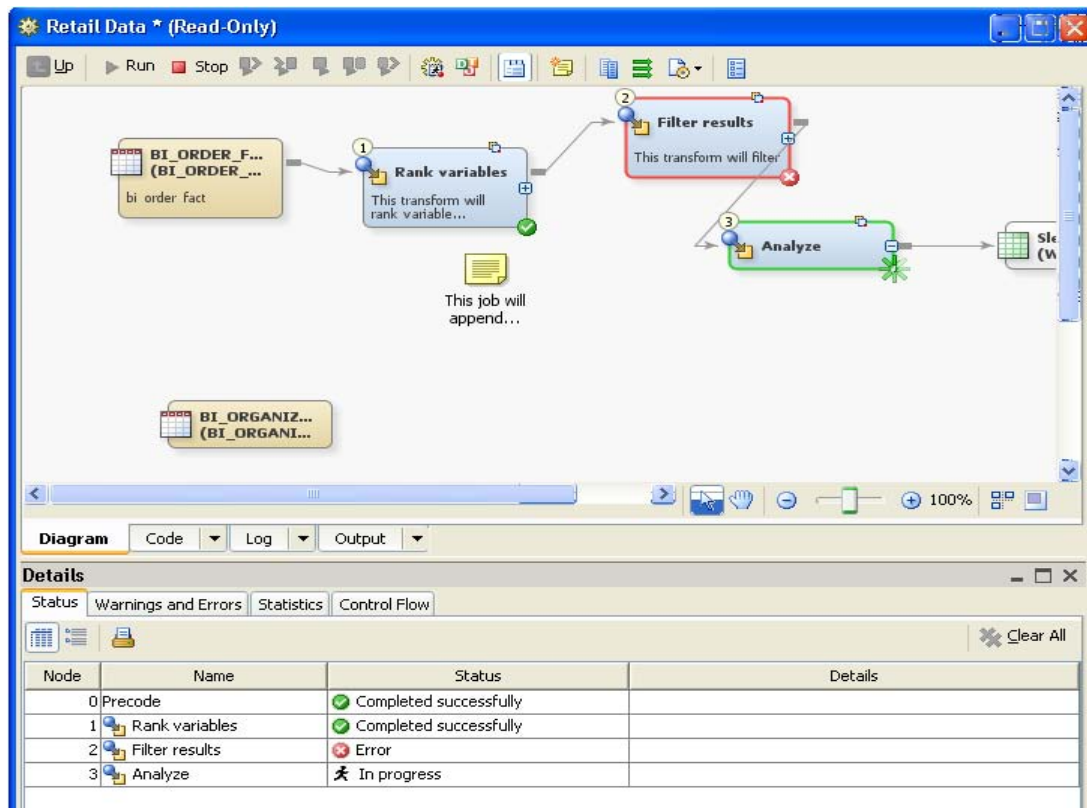 Retail Data * (Read-Only)
Up Run Stop
BI_ORDER_F...
(BI_ORDER_...
bi order fact
1
Rank variables
This transform will
rank variable...
2
Filter results
This transform will filter
3
Analyze
Sle
(W
This job will
append...
BI_ORGANIZ...
(BI_ORGANI...
100%
Diagram Code Log Output
Details
Status Warnings and Errors Statistics Control Flow
Clear All
Node Name Status Details
0 Precode Completed successfully
1 Rank variables Completed successfully
2 Filter results Error
3 Analyze In progress